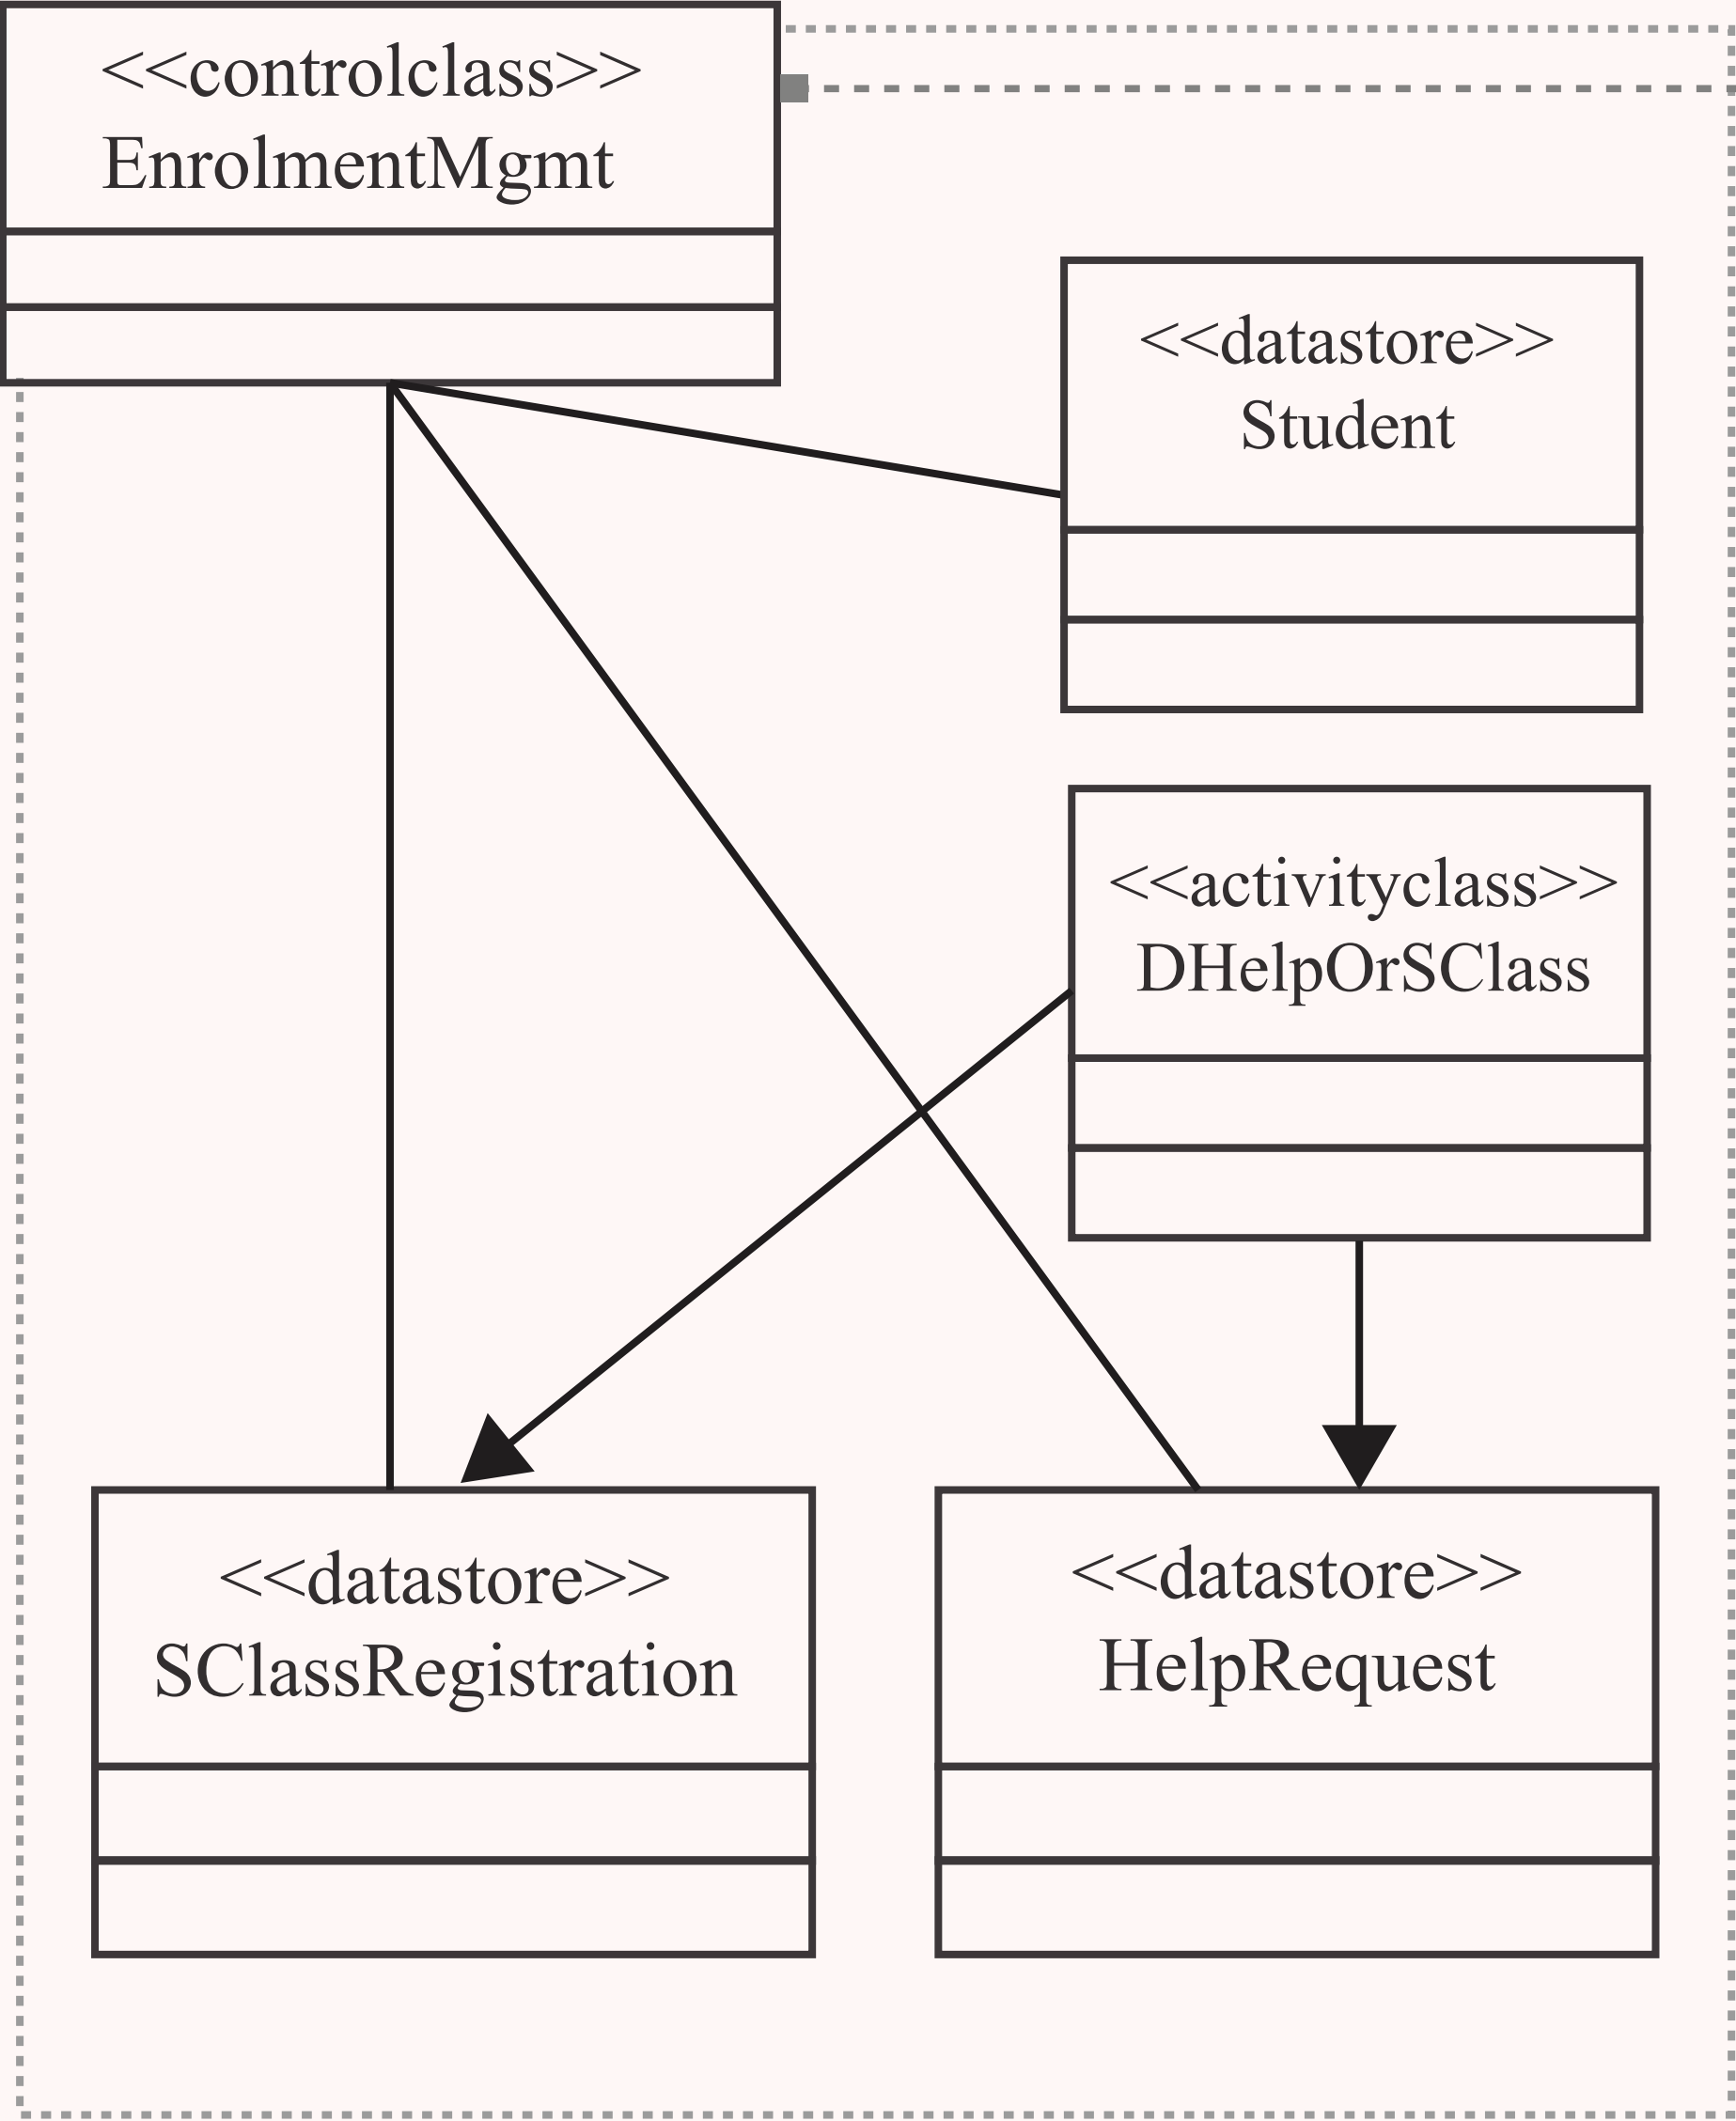 <<controlclass>>
EnrolmentMgmt
<<datastore>>
Student
<<activityclass>>
DHelpOrSClass
<<datastore>>
SClassRegistration
<<datastore>>
HelpRequest